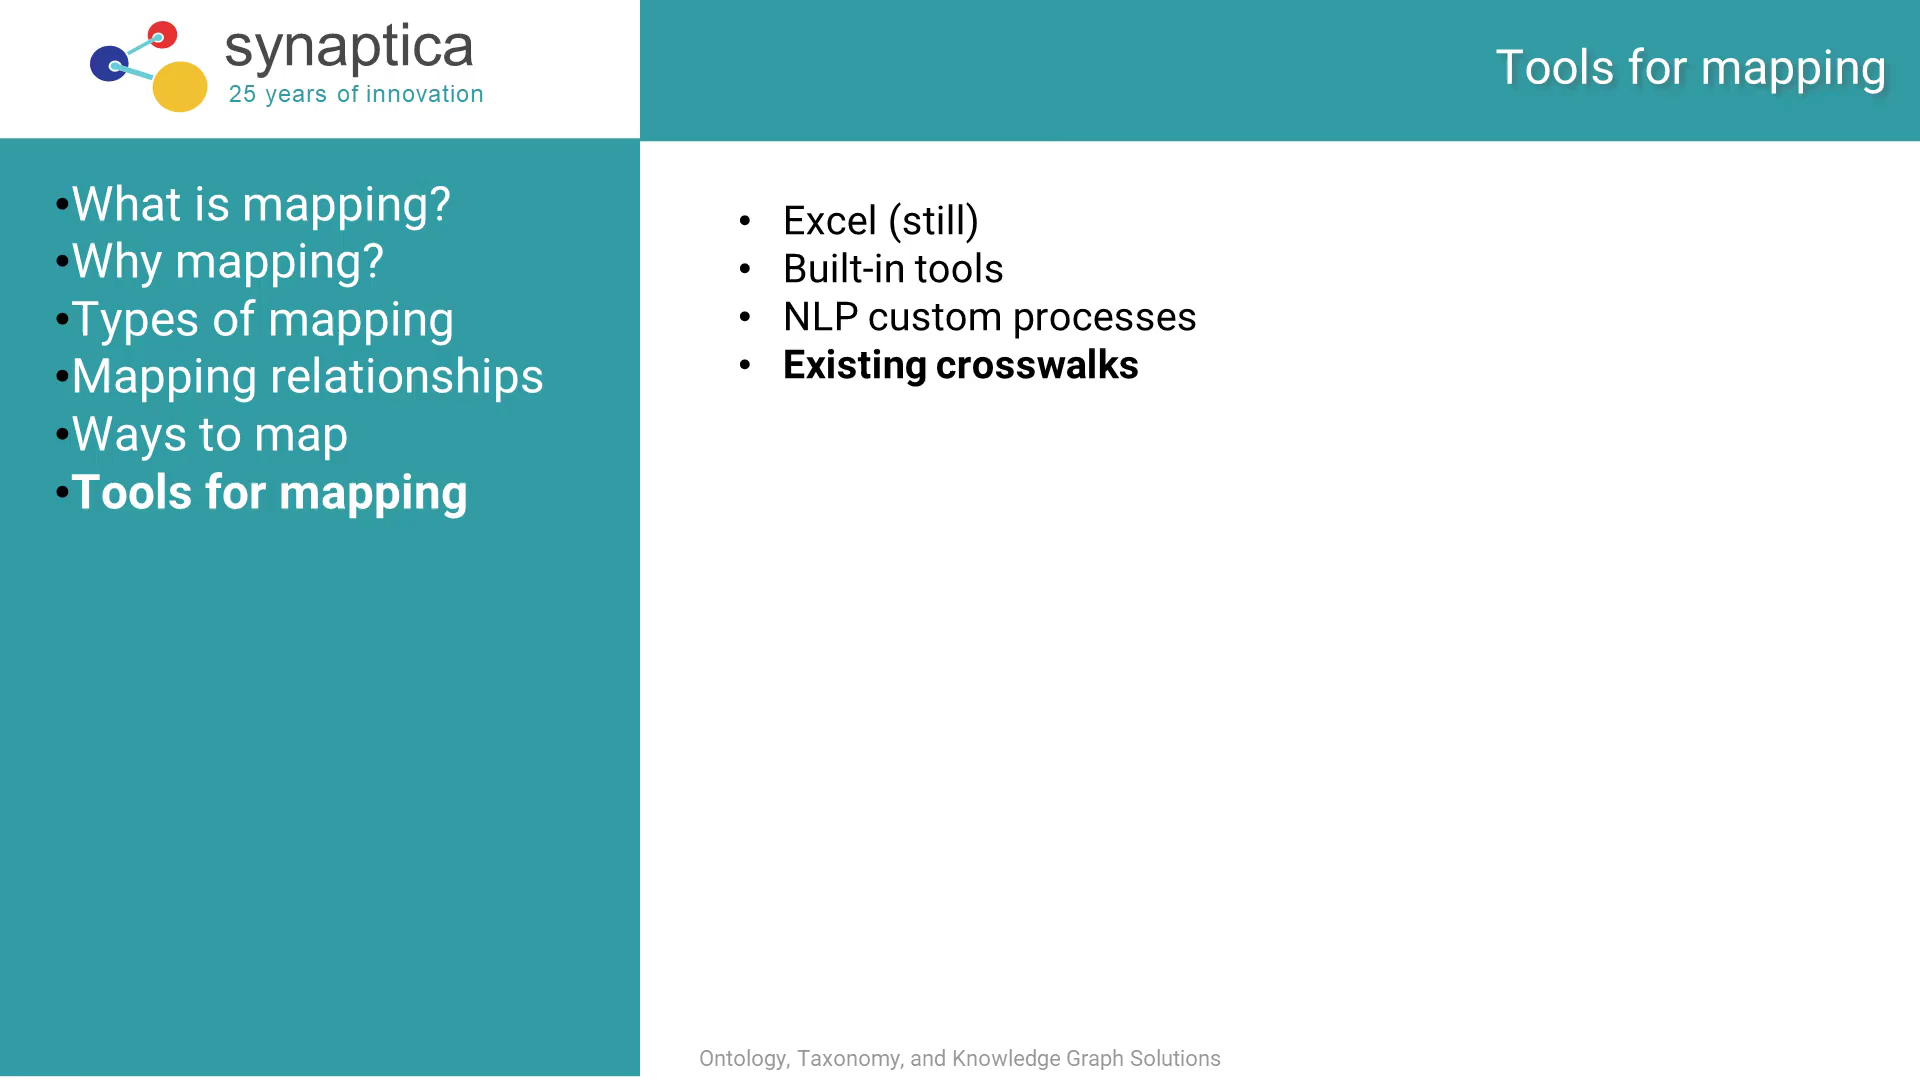 synaptica
25 years of innovation
Tools for mapping
•What is mapping?
•Why mapping?
•Types of mapping
•Mapping relationships
•Ways to map
•Tools for mapping
• Excel (still)
• Built-in tools
• NLP custom processes
• Existing crosswalks
Ontology, Taxonomy, and Knowledge Graph Solutions